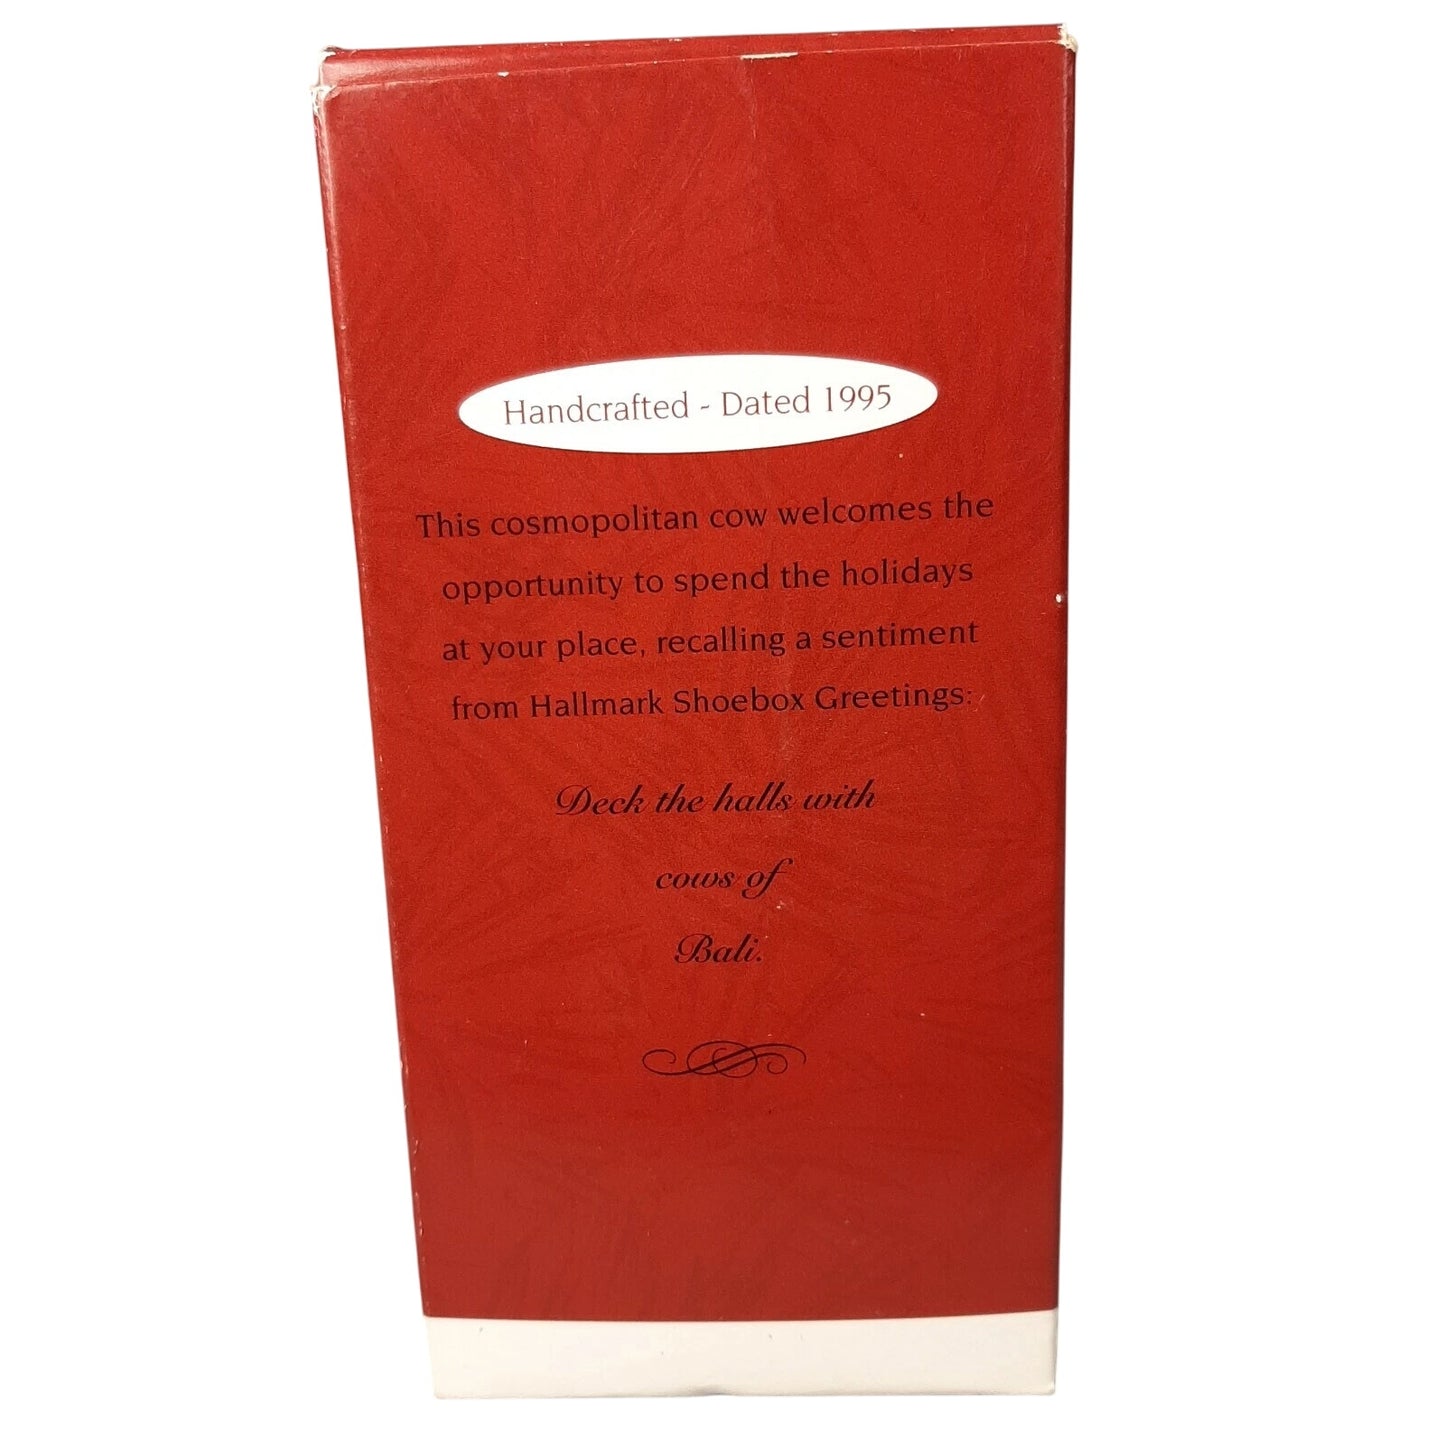 Handcrafted - Dated 1995
This cosmopolitan cow welcomes the
opportunity to spend the holidays
at your place, recalling a sentiment
from Hallmark Shoebox Greetings:
Deck the halls with
cows of
Bali.